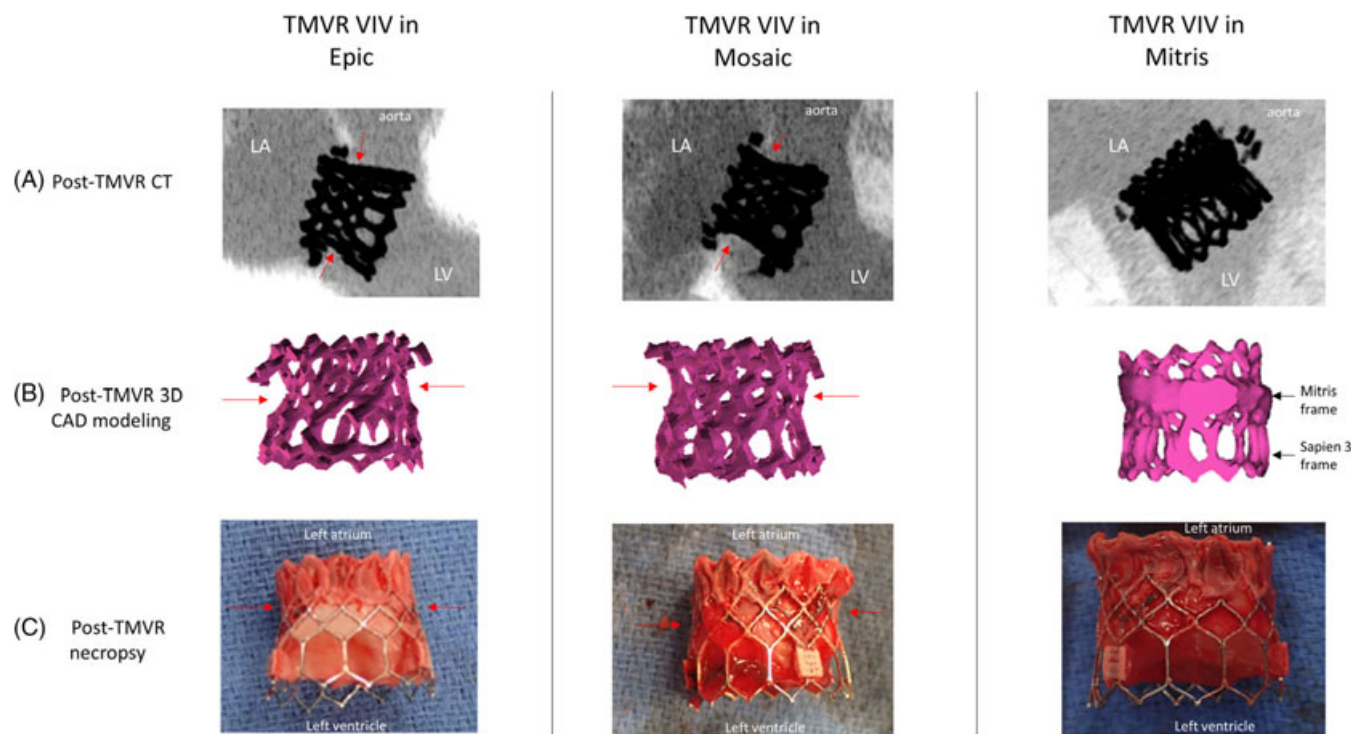 TMVR VIV in
Epic
TMVR VIV in
Mosaic
TMVR VIV in
Mitris
(A) Post-TMVR CT
aorta
LA
LV
aorta
LA
LV
aorta
LA
LV
(B) Post-TMVR 3D
CAD modeling
Mitris
frame
Sapien 3
frame
(C) Post-TMVR
necropsy
Left atrium
Left ventricle
Left atrium
Left ventricle
Left atrium
Left ventricle